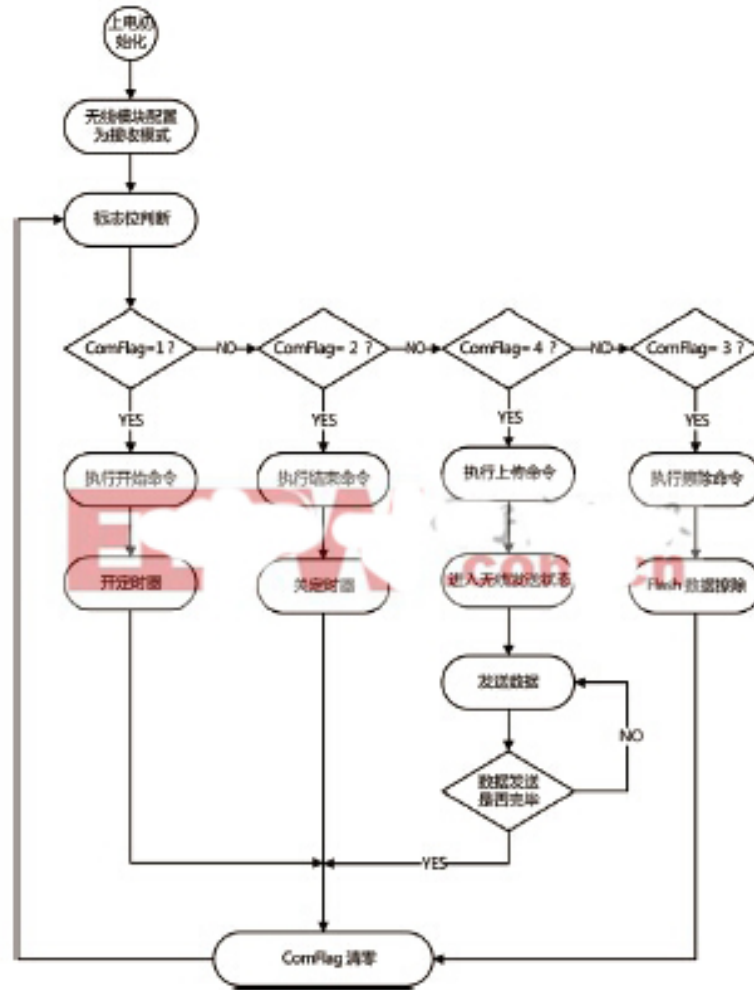 上电初
始化
无线模块配置
为接收模式
标志位判断
ComFlag=1？
NO
ComFlag= 2 ？
NO
ComFlag= 4 ？
NO
ComFlag= 3 ？
YES
YES
YES
YES
执行开始命令
执行结束命令
执行上传命令
执行擦除命令
开定时器
关定时器
进入无线发送状态
Flash 数据擦除
发送数据
NO
数据发送
是否完毕
YES
ComFlag 清零